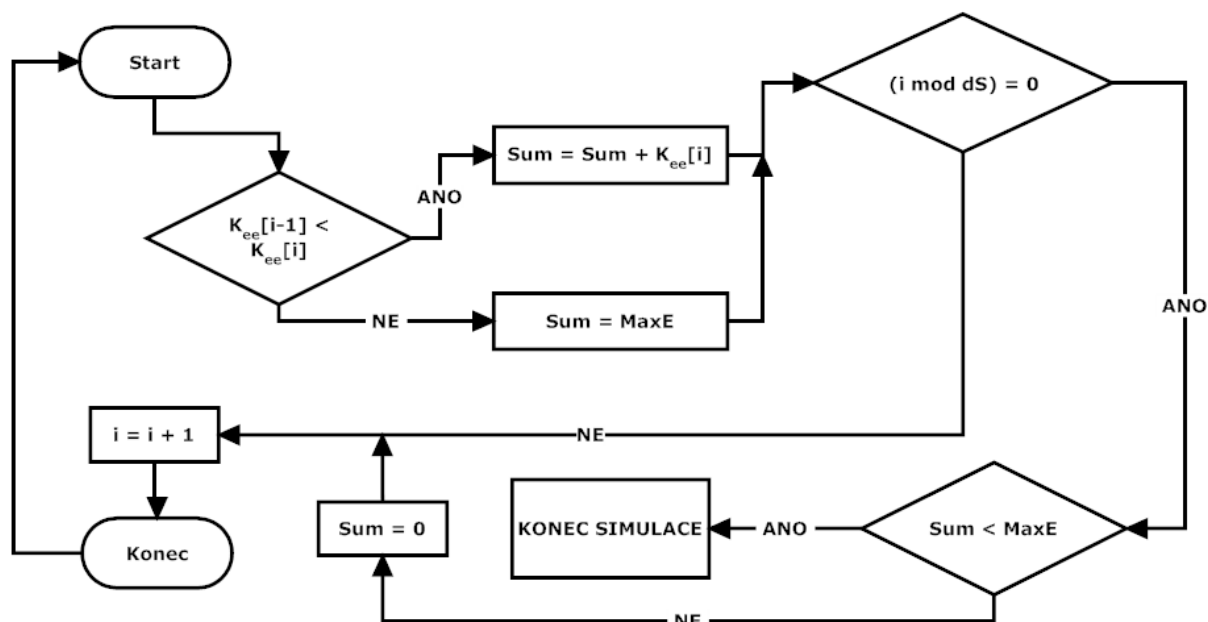 Start
(i mod dS) = 0
Sum = Sum + Kee[i]
ANO
Kee[i-1] <
Kee[i]
ANO
NE
Sum = MaxE
i = i + 1
NE
Sum = 0
KONEC SIMULACE
ANO
Sum < MaxE
Konec
NE